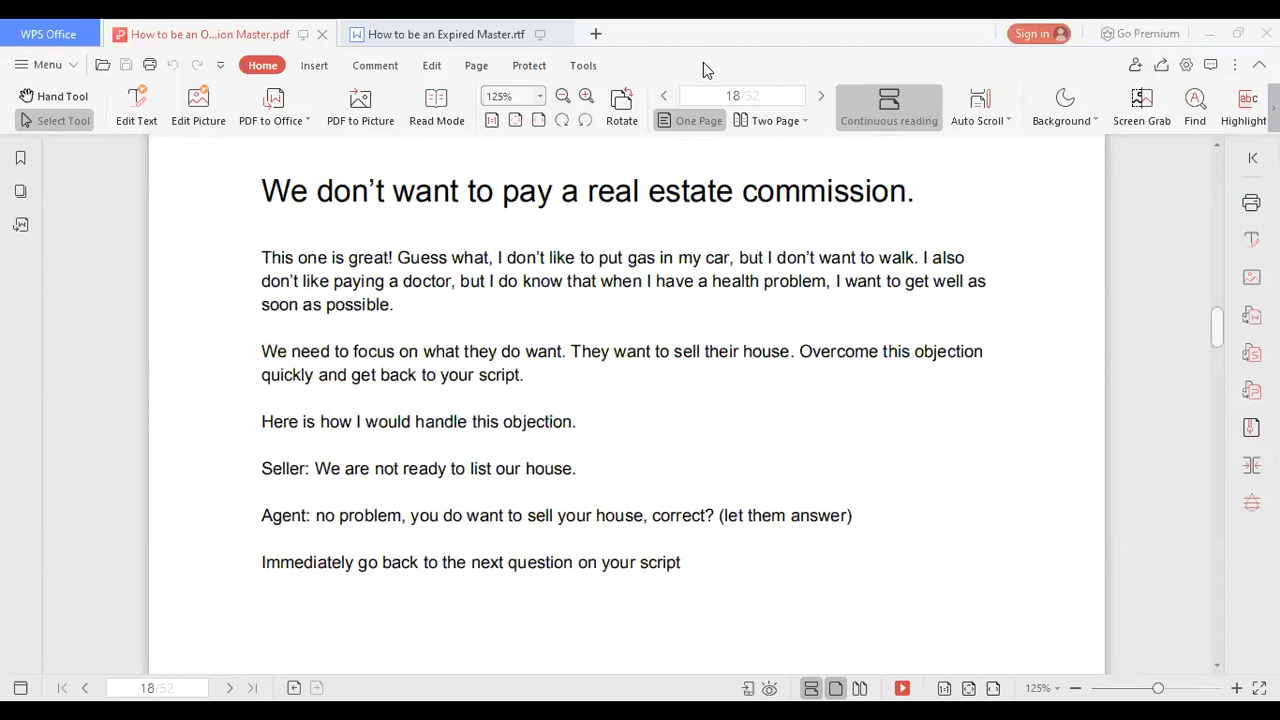 WPS Office
How to be an O...ion Master.pdf
How to be an Expired Master.rtf
Sign in
Go Premium
Menu
Home
Insert
Comment
Edit
Page
Protect
Tools
Hand Tool
Select Tool
Edit Text
Edit Picture
PDF to Office
PDF to Picture
Read Mode
125%
Rotate
18/52
One Page
Two Page
Continuous reading
Auto Scroll
Background
Screen Grab
Find
Highlight
We don’t want to pay a real estate commission.
This one is great! Guess what, I don’t like to put gas in my car, but I don’t want to walk. I also
don’t like paying a doctor, but I do know that when I have a health problem, I want to get well as
soon as possible.
We need to focus on what they do want. They want to sell their house. Overcome this objection
quickly and get back to your script.
Here is how I would handle this objection.
Seller: We are not ready to list our house.
Agent: no problem, you do want to sell your house, correct? (let them answer)
Immediately go back to the next question on your script
18/52
125%